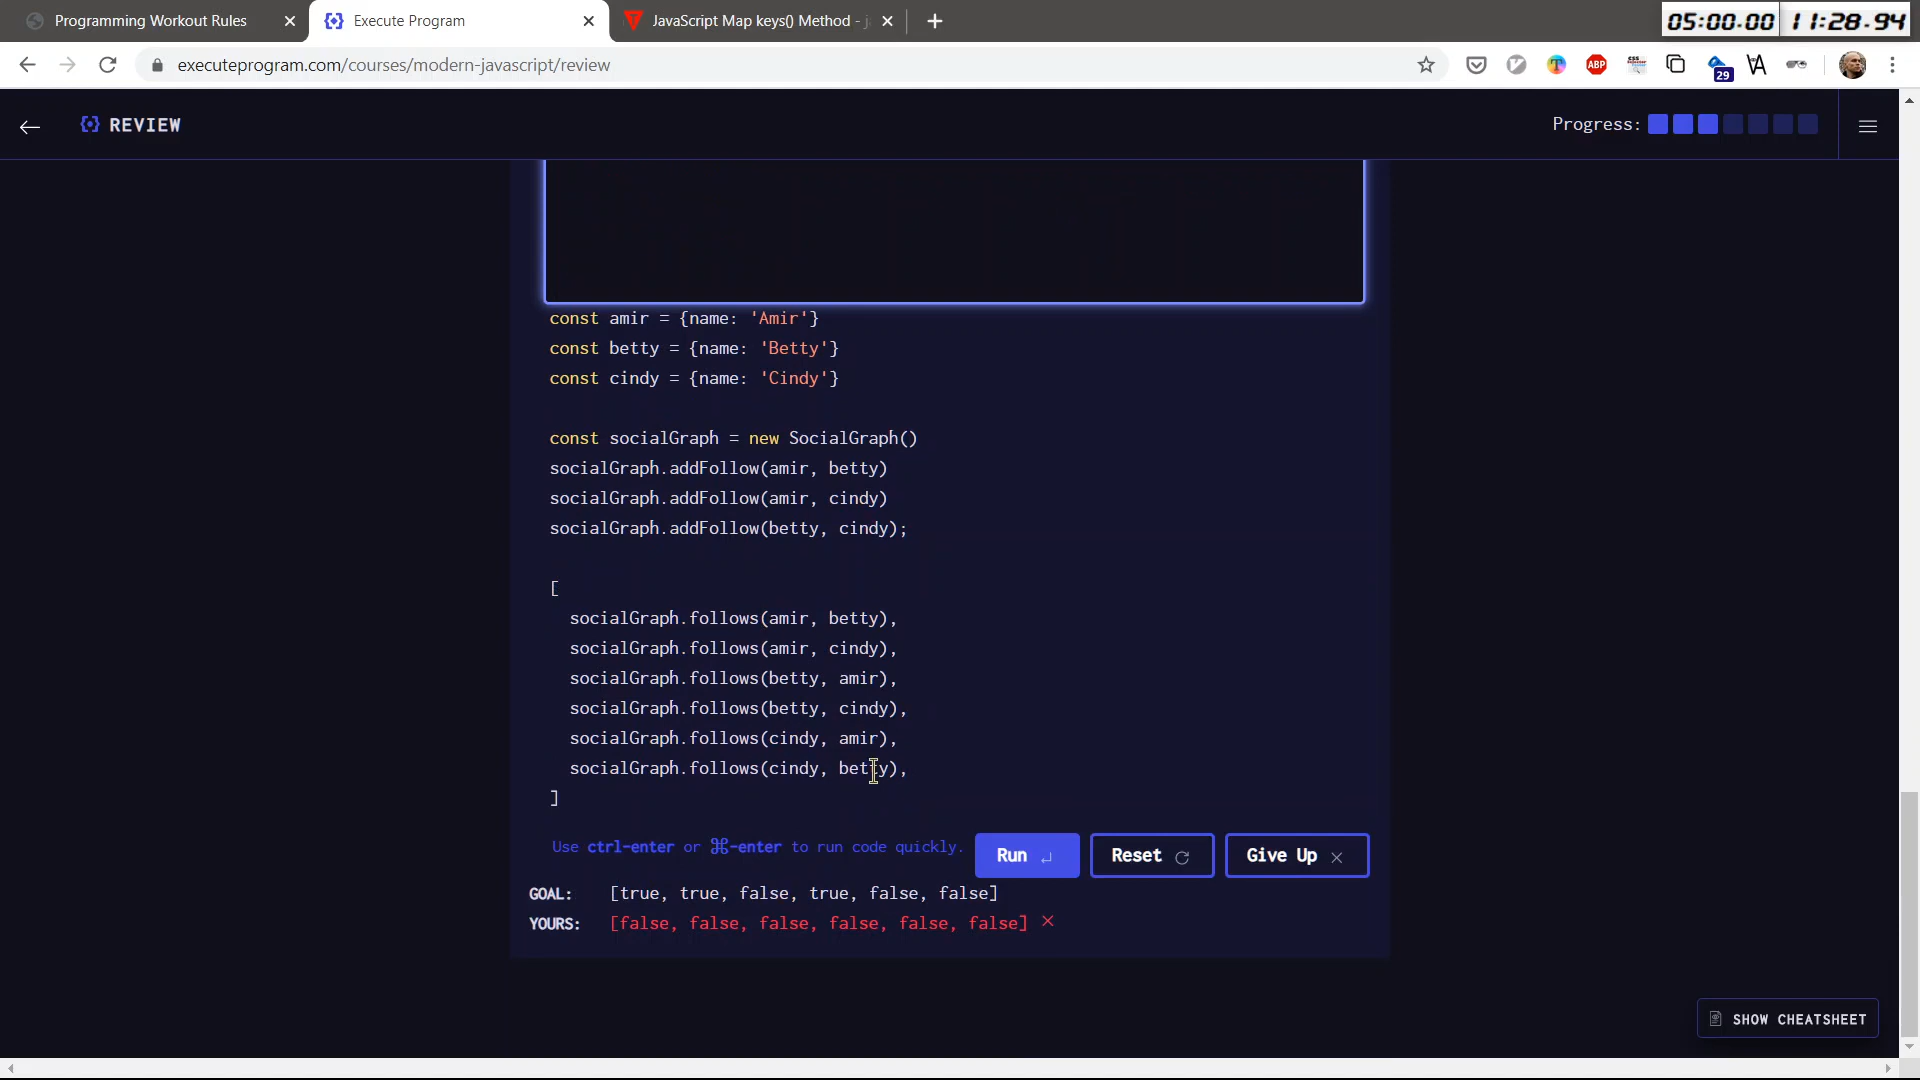 Programming Workout Rules
Execute Program
JavaScript Map keys() Method - j
05:00.00 11:28.94
executeprogram.com/courses/modern-javascript/review
ABP
CSS
29
REVIEW
Progress:
const amir = {name: 'Amir'}
const betty = {name: 'Betty'}
const cindy = {name: 'Cindy'}
const socialGraph = new SocialGraph()
socialGraph.addFollow(amir, betty)
socialGraph.addFollow(amir, cindy)
socialGraph.addFollow(betty, cindy);
[
socialGraph.follows(amir, betty),
socialGraph.follows(amir, cindy),
socialGraph.follows(betty, amir),
socialGraph.follows(betty, cindy),
socialGraph.follows(cindy, amir),
socialGraph.follows(cindy, betty),
]
Use ctrl-enter or ⌘-enter to run code quickly.
Run
Reset
Give Up
GOAL: [true, true, false, true, false, false]
YOURS: [false, false, false, false, false, false]
SHOW CHEATSHEET